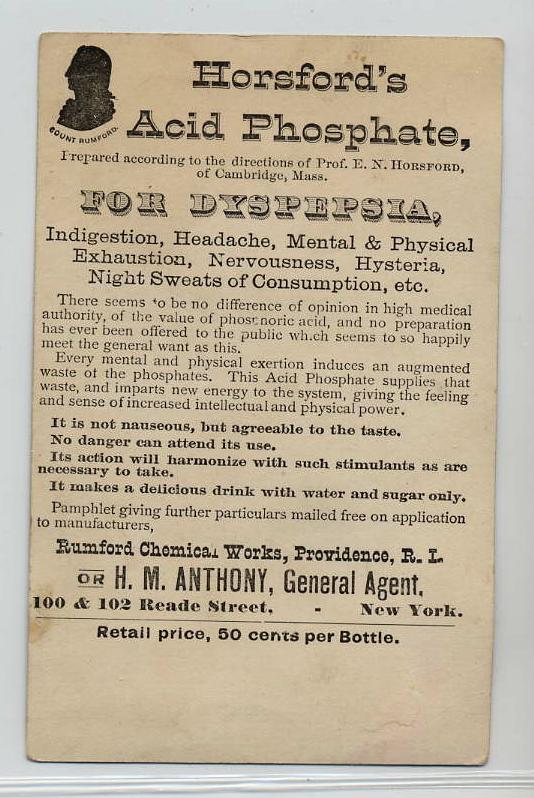 COUNT RUMFORD.
Horsford's
Acid Phosphate,
Prepared according to the directions of Prof. E. N. HORSFORD,
of Cambridge, Mass.
FOR DYSPEPSIA,
Indigestion, Headache, Mental & Physical
Exhaustion, Nervousness, Hysteria,
Night Sweats of Consumption, etc.
There seems to be no difference of opinion in high medical
authority, of the value of phosphoric acid, and no preparation
has ever been offered to the public which seems to so happily
meet the general want as this.
Every mental and physical exertion induces an augmented
waste of the phosphates. This Acid Phosphate supplies that
waste, and imparts new energy to the system, giving the feeling
and sense of increased intellectual and physical power.
It is not nauseous, but agreeable to the taste.
No danger can attend its use.
Its action will harmonize with such stimulants as are
necessary to take.
It makes a delicious drink with water and sugar only.
Pamphlet giving further particulars mailed free on application
to manufacturers,
Rumford Chemical Works, Providence, R. I.
OR H. M. ANTHONY, General Agent,
100 & 102 Reade Street, - New York.
Retail price, 50 cents per Bottle.